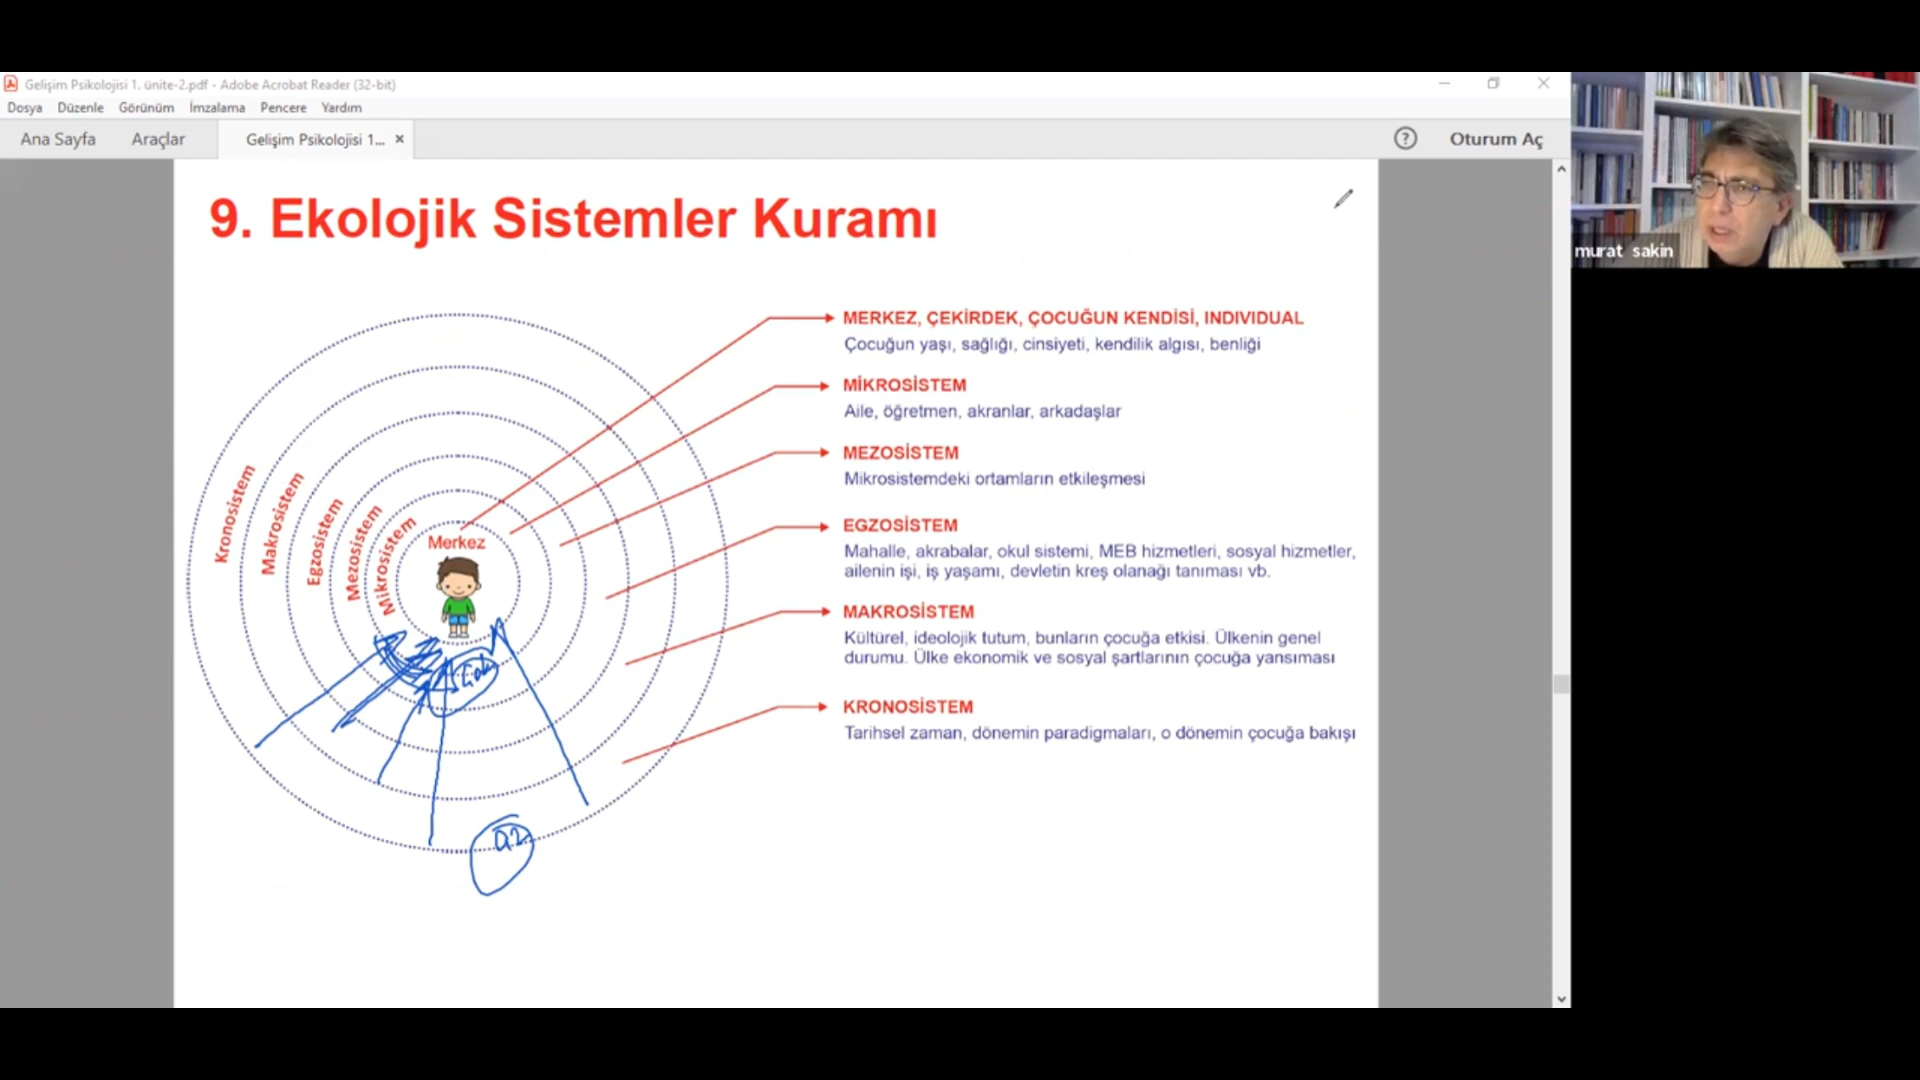 Gelişim Psikolojisi 1. ünite-2.pdf - Adobe Acrobat Reader (32-bit)
Dosya Düzenle Görünüm İmzalama Pencere Yardım
Ana Sayfa Araçlar Gelişim Psikolojisi 1... × ? Oturum Aç
murat sakin
9. Ekolojik Sistemler Kuramı
MERKEZ, ÇEKİRDEK, ÇOCUĞUN KENDİSİ, INDIVIDUAL
Çocuğun yaşı, sağlığı, cinsiyeti, kendilik algısı, benliği
MİKROSİSTEM
Aile, öğretmen, akranlar, arkadaşlar
MEZOSİSTEM
Mikrosistemdeki ortamların etkileşmesi
EGZOSİSTEM
Mahalle, akrabalar, okul sistemi, MEB hizmetleri, sosyal hizmetler,
ailenin işi, iş yaşamı, devletin kreş olanağı tanıması vb.
MAKROSİSTEM
Kültürel, ideolojik tutum, bunların çocuğa etkisi. Ülkenin genel
durumu. Ülke ekonomik ve sosyal şartlarının çocuğa yansıması
KRONOSİSTEM
Tarihsel zaman, dönemin paradigmaları, o dönemin çocuğa bakışı
Kronosistem
Makrosistem
Egzosistem
Mezosistem
Mikrosistem
Merkez